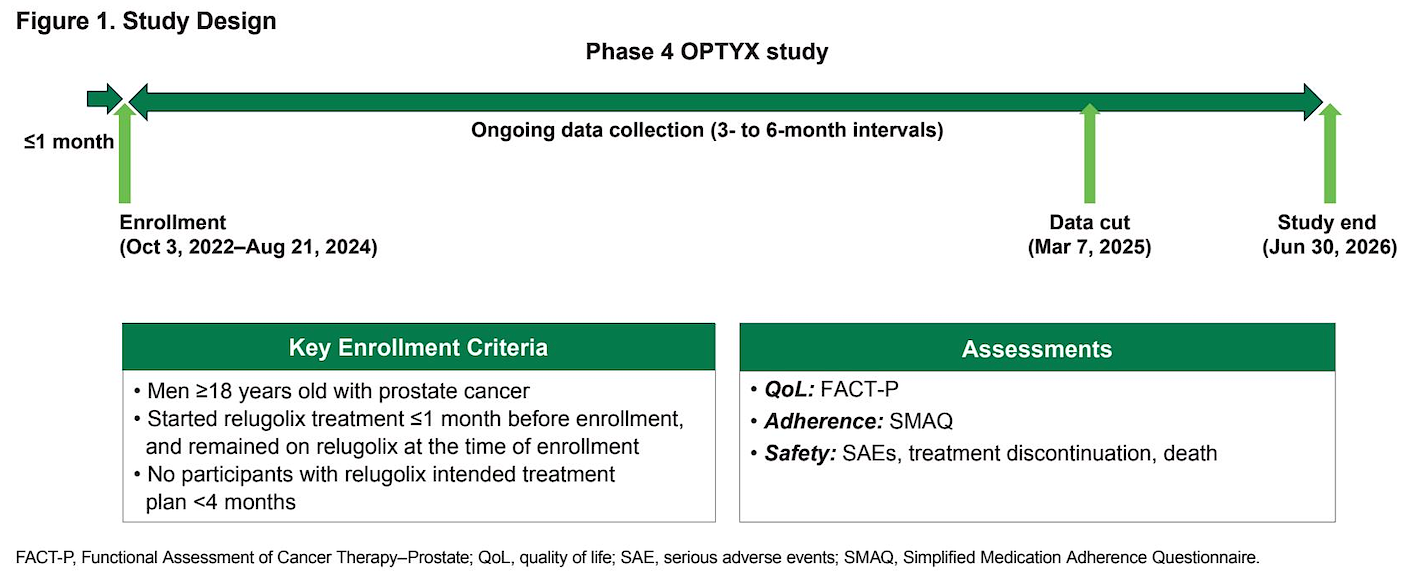 Figure 1. Study Design
Phase 4 OPTYX study
≤1 month
Ongoing data collection (3- to 6-month intervals)
Enrollment
(Oct 3, 2022–Aug 21, 2024)
Data cut
(Mar 7, 2025)
Study end
(Jun 30, 2026)
Key Enrollment Criteria
• Men ≥18 years old with prostate cancer
• Started relugolix treatment ≤1 month before enrollment,
and remained on relugolix at the time of enrollment
• No participants with relugolix intended treatment
plan <4 months
Assessments
• QoL: FACT-P
• Adherence: SMAQ
• Safety: SAEs, treatment discontinuation, death
FACT-P, Functional Assessment of Cancer Therapy–Prostate; QoL, quality of life; SAE, serious adverse events; SMAQ, Simplified Medication Adherence Questionnaire.